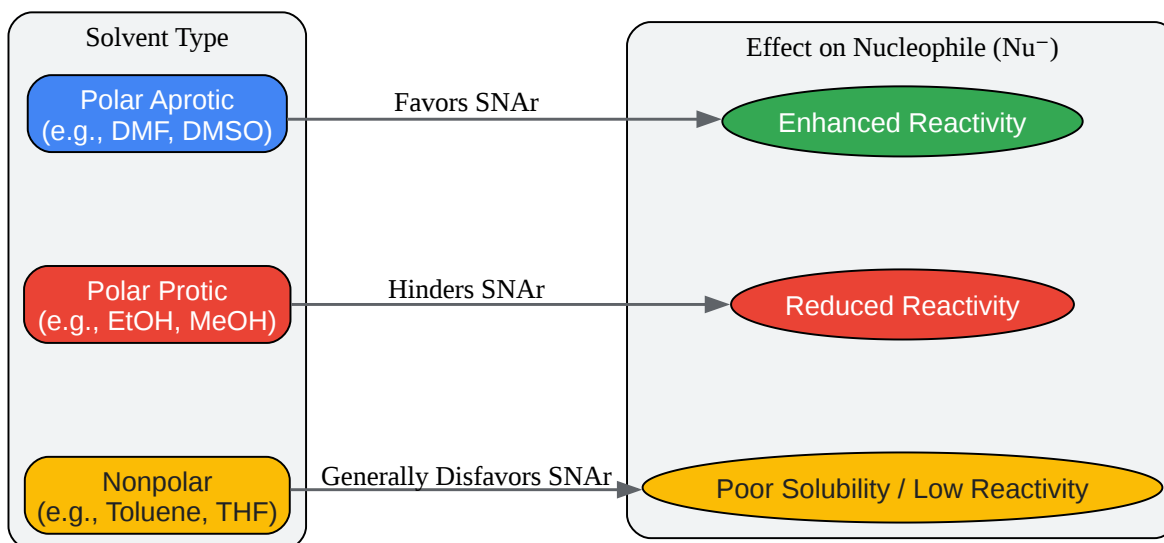 Solvent Type
Effect on Nucleophile (Nu⁻)
Polar Aprotic
(e.g., DMF, DMSO)
Favors SNAr
Enhanced Reactivity
Polar Protic
(e.g., EtOH, MeOH)
Hinders SNAr
Reduced Reactivity
Nonpolar
(e.g., Toluene, THF)
Generally Disfavors SNAr
Poor Solubility / Low Reactivity